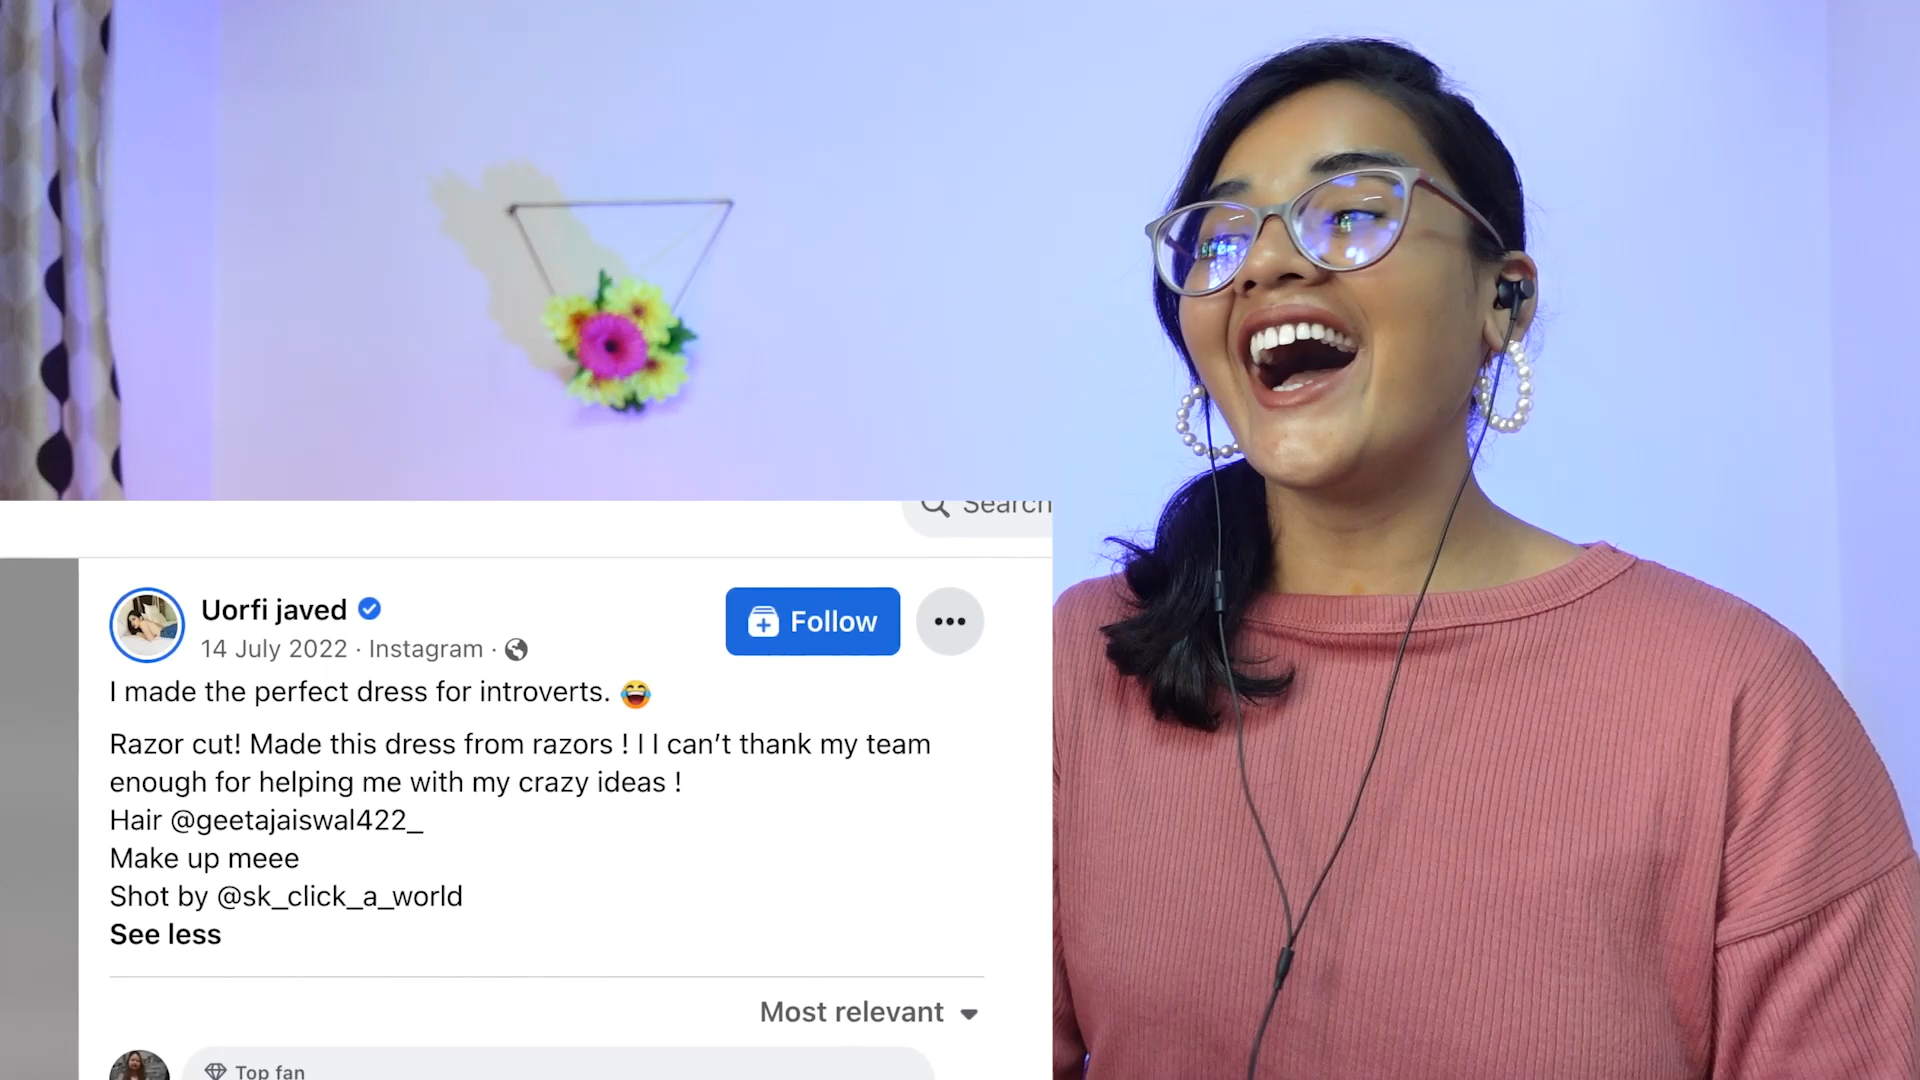 Search
Uorfi javed
Follow
14 July 2022 · Instagram ·
I made the perfect dress for introverts. 😂
Razor cut! Made this dress from razors ! I I can’t thank my team
enough for helping me with my crazy ideas !
Hair @geetajaiswal422_
Make up meee
Shot by @sk_click_a_world
See less
Most relevant
Top fan